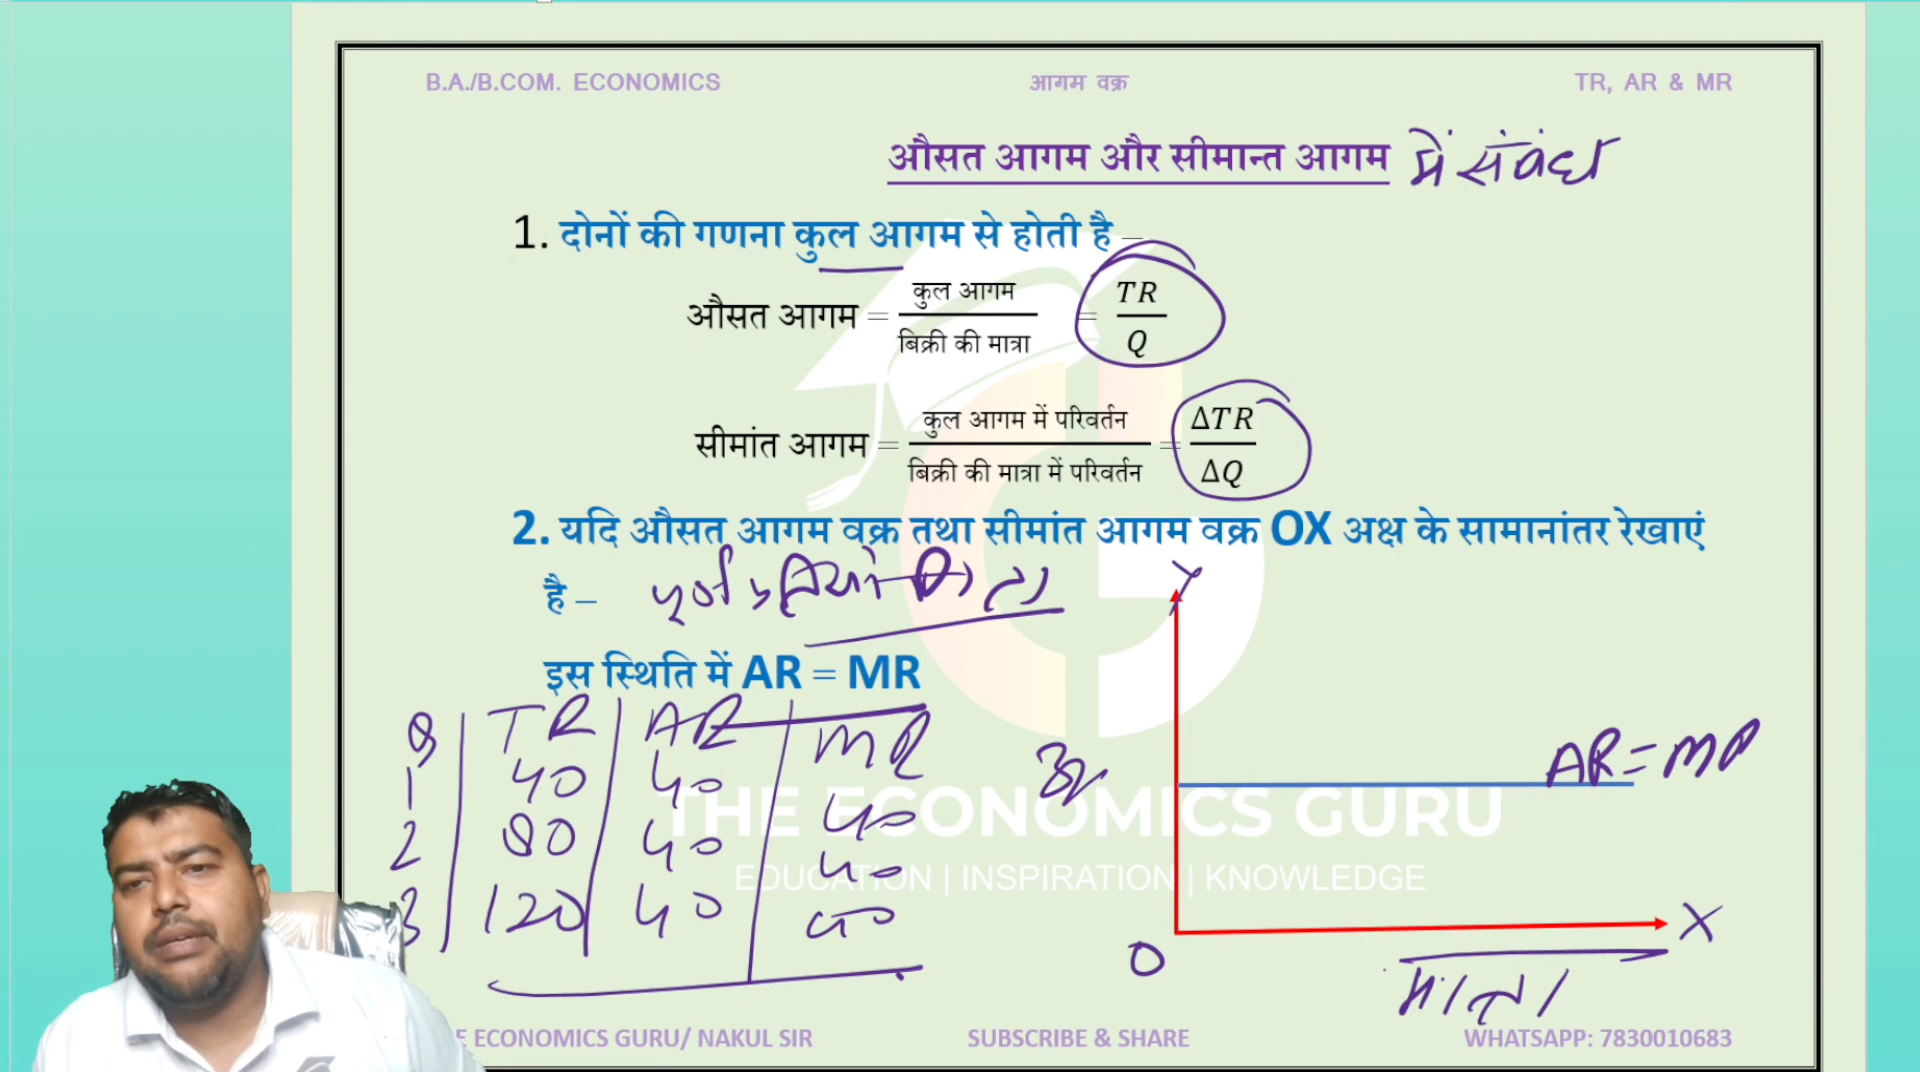 B.A./B.COM. ECONOMICS आगम वक्र TR, AR & MR
औसत आगम और सीमान्त आगम में संबंध
1. दोनों की गणना कुल आगम से होती है –
औसत आगम = कुल आगम / बिक्री की मात्रा = TR / Q
सीमांत आगम = कुल आगम में परिवर्तन / बिक्री की मात्रा में परिवर्तन = ΔTR / ΔQ
2. यदि औसत आगम वक्र तथा सीमांत आगम वक्र OX अक्ष के सामानांतर रेखाएं
है – पूर्ण प्रतियोगिता
इस स्थिति में AR = MR
Q TR AR MR
1 40 40 40
2 80 40 40
3 120 40 40
Y
AR = MR
O X
मात्रा
THE ECONOMICS GURU
EDUCATION | INSPIRATION | KNOWLEDGE
E ECONOMICS GURU/ NAKUL SIR SUBSCRIBE & SHARE WHATSAPP: 7830010683